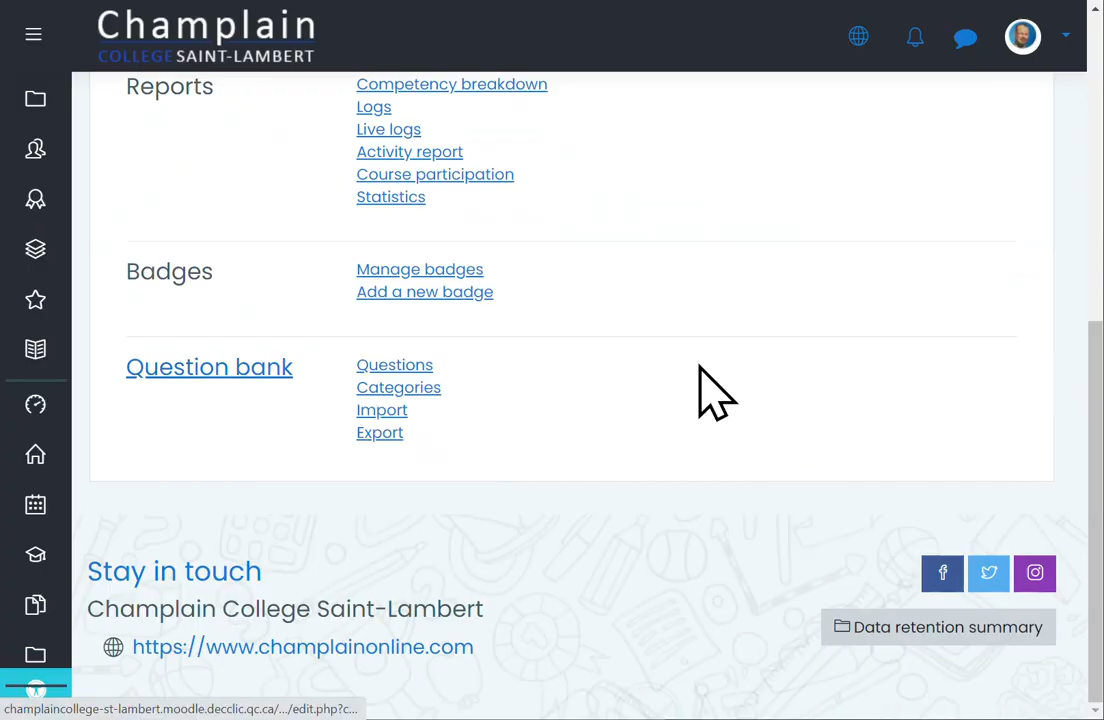 Champlain
COLLEGE SAINT-LAMBERT
Reports
Competency breakdown
Logs
Live logs
Activity report
Course participation
Statistics
Badges
Manage badges
Add a new badge
Question bank
Questions
Categories
Import
Export
Stay in touch
Champlain College Saint-Lambert
https://www.champlainonline.com
Data retention summary
champlaincollege-st-lambert.moodle.decclic.qc.ca/.../edit.php?c...